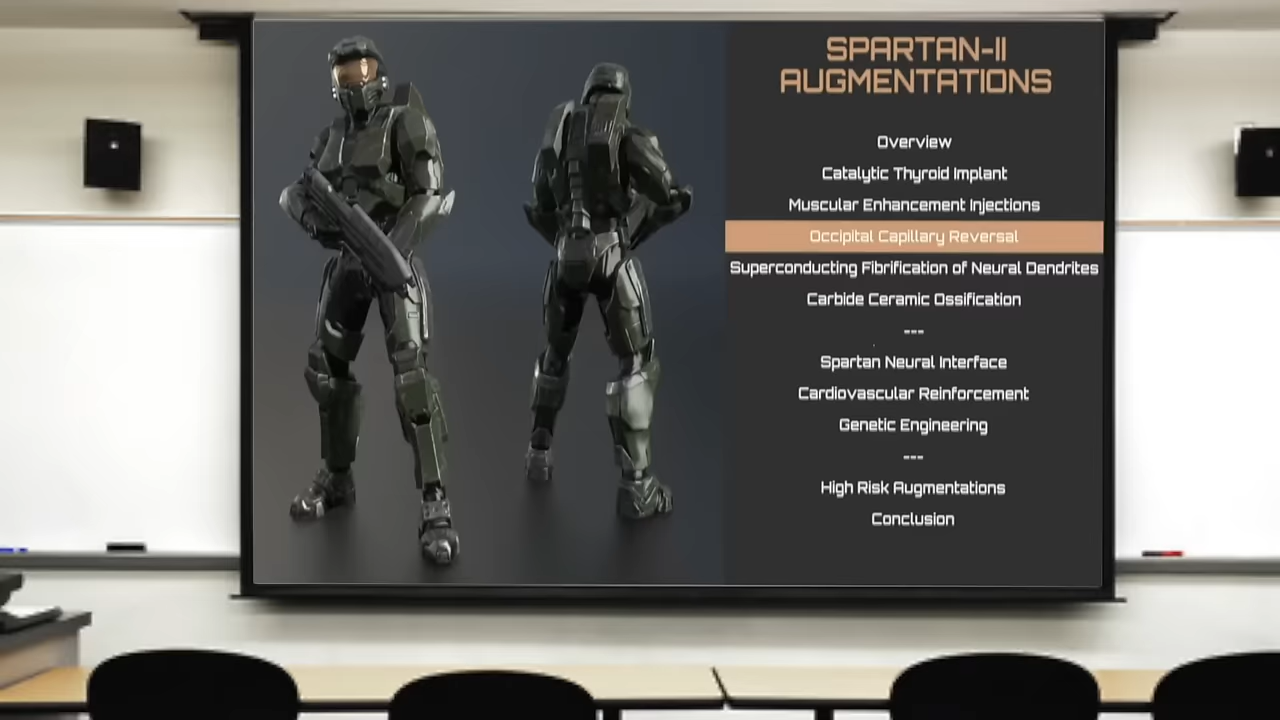 SPARTAN-II
AUGMENTATIONS
Overview
Catalytic Thyroid Implant
Muscular Enhancement Injections
Occipital Capillary Reversal
Superconducting Fibrification of Neural Dendrites
Carbide Ceramic Ossification
---
Spartan Neural Interface
Cardiovascular Reinforcement
Genetic Engineering
---
High Risk Augmentations
Conclusion